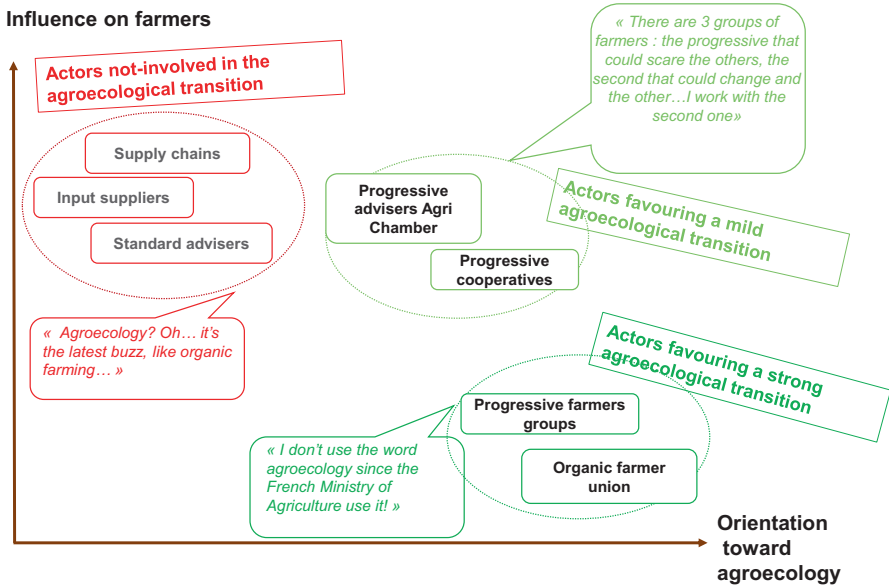 Influence on farmers
Actors not-involved in the
agroecological transition
« There are 3 groups of
farmers : the progressive that
could scare the others, the
second that could change and
the other…I work with the
second one»
Supply chains
Input suppliers
Standard advisers
Progressive
advisers Agri
Chamber
Progressive
cooperatives
Actors favouring a mild
agroecological transition
« Agroecology? Oh… it's
the latest buzz, like organic
farming… »
Actors favouring a strong
agroecological transition
Progressive farmers
groups
Organic farmer
union
« I don't use the word
agroecology since the
French Ministry of
Agriculture use it! »
Orientation
toward
agroecology